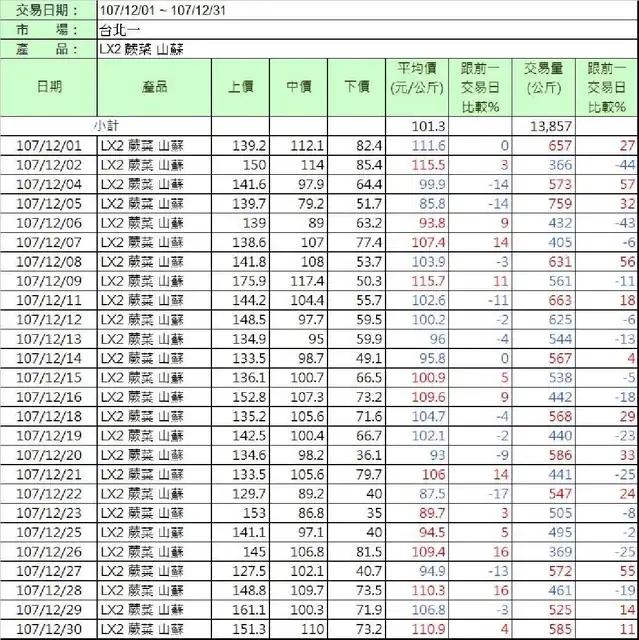 交易日期： 107/12/01 ~ 107/12/31
市 場： 台北一
產 品： LX2 蕨菜 山蘇
日期 產品 上價 中價 下價 平均價 (元/公斤) 跟前一交易日比較% 交易量 (公斤) 跟前一交易日比較%
小計 101.3 13,857
107/12/01 LX2 蕨菜 山蘇 139.2 112.1 82.4 111.6 0 657 27
107/12/02 LX2 蕨菜 山蘇 150 114 85.4 115.5 3 366 -44
107/12/04 LX2 蕨菜 山蘇 141.6 97.9 64.4 99.9 -14 573 57
107/12/05 LX2 蕨菜 山蘇 139.7 79.2 51.7 85.8 -14 759 32
107/12/06 LX2 蕨菜 山蘇 139 89 63.2 93.8 9 432 -43
107/12/07 LX2 蕨菜 山蘇 138.6 107 77.4 107.4 14 405 -6
107/12/08 LX2 蕨菜 山蘇 141.8 108 53.7 103.9 -3 631 56
107/12/09 LX2 蕨菜 山蘇 175.9 117.4 50.3 115.7 11 561 -11
107/12/11 LX2 蕨菜 山蘇 144.2 104.4 55.7 102.6 -11 663 18
107/12/12 LX2 蕨菜 山蘇 148.5 97.7 59.5 100.2 -2 625 -6
107/12/13 LX2 蕨菜 山蘇 134.9 95 59.9 96 -4 544 -13
107/12/14 LX2 蕨菜 山蘇 133.5 98.7 49.1 95.8 0 567 4
107/12/15 LX2 蕨菜 山蘇 136.1 100.7 66.5 100.9 5 538 -5
107/12/16 LX2 蕨菜 山蘇 152.8 107.3 73.2 109.6 9 442 -18
107/12/18 LX2 蕨菜 山蘇 135.2 105.6 71.6 104.7 -4 568 29
107/12/19 LX2 蕨菜 山蘇 142.5 100.4 66.7 102.1 -2 440 -23
107/12/20 LX2 蕨菜 山蘇 134.6 98.2 36.1 93 -9 586 33
107/12/21 LX2 蕨菜 山蘇 133.5 105.6 79.7 106 14 441 -25
107/12/22 LX2 蕨菜 山蘇 129.7 89.2 40 87.5 -17 547 24
107/12/23 LX2 蕨菜 山蘇 153 86.8 35 89.7 3 505 -8
107/12/25 LX2 蕨菜 山蘇 141.1 97.1 40 94.5 5 495 -2
107/12/26 LX2 蕨菜 山蘇 145 106.8 81.5 109.4 16 369 -25
107/12/27 LX2 蕨菜 山蘇 127.5 102.1 40.7 94.9 -13 572 55
107/12/28 LX2 蕨菜 山蘇 148.8 109.7 73.5 110.3 16 461 -19
107/12/29 LX2 蕨菜 山蘇 161.1 100.3 71.9 106.8 -3 525 14
107/12/30 LX2 蕨菜 山蘇 151.3 110 73.2 110.9 4 585 11